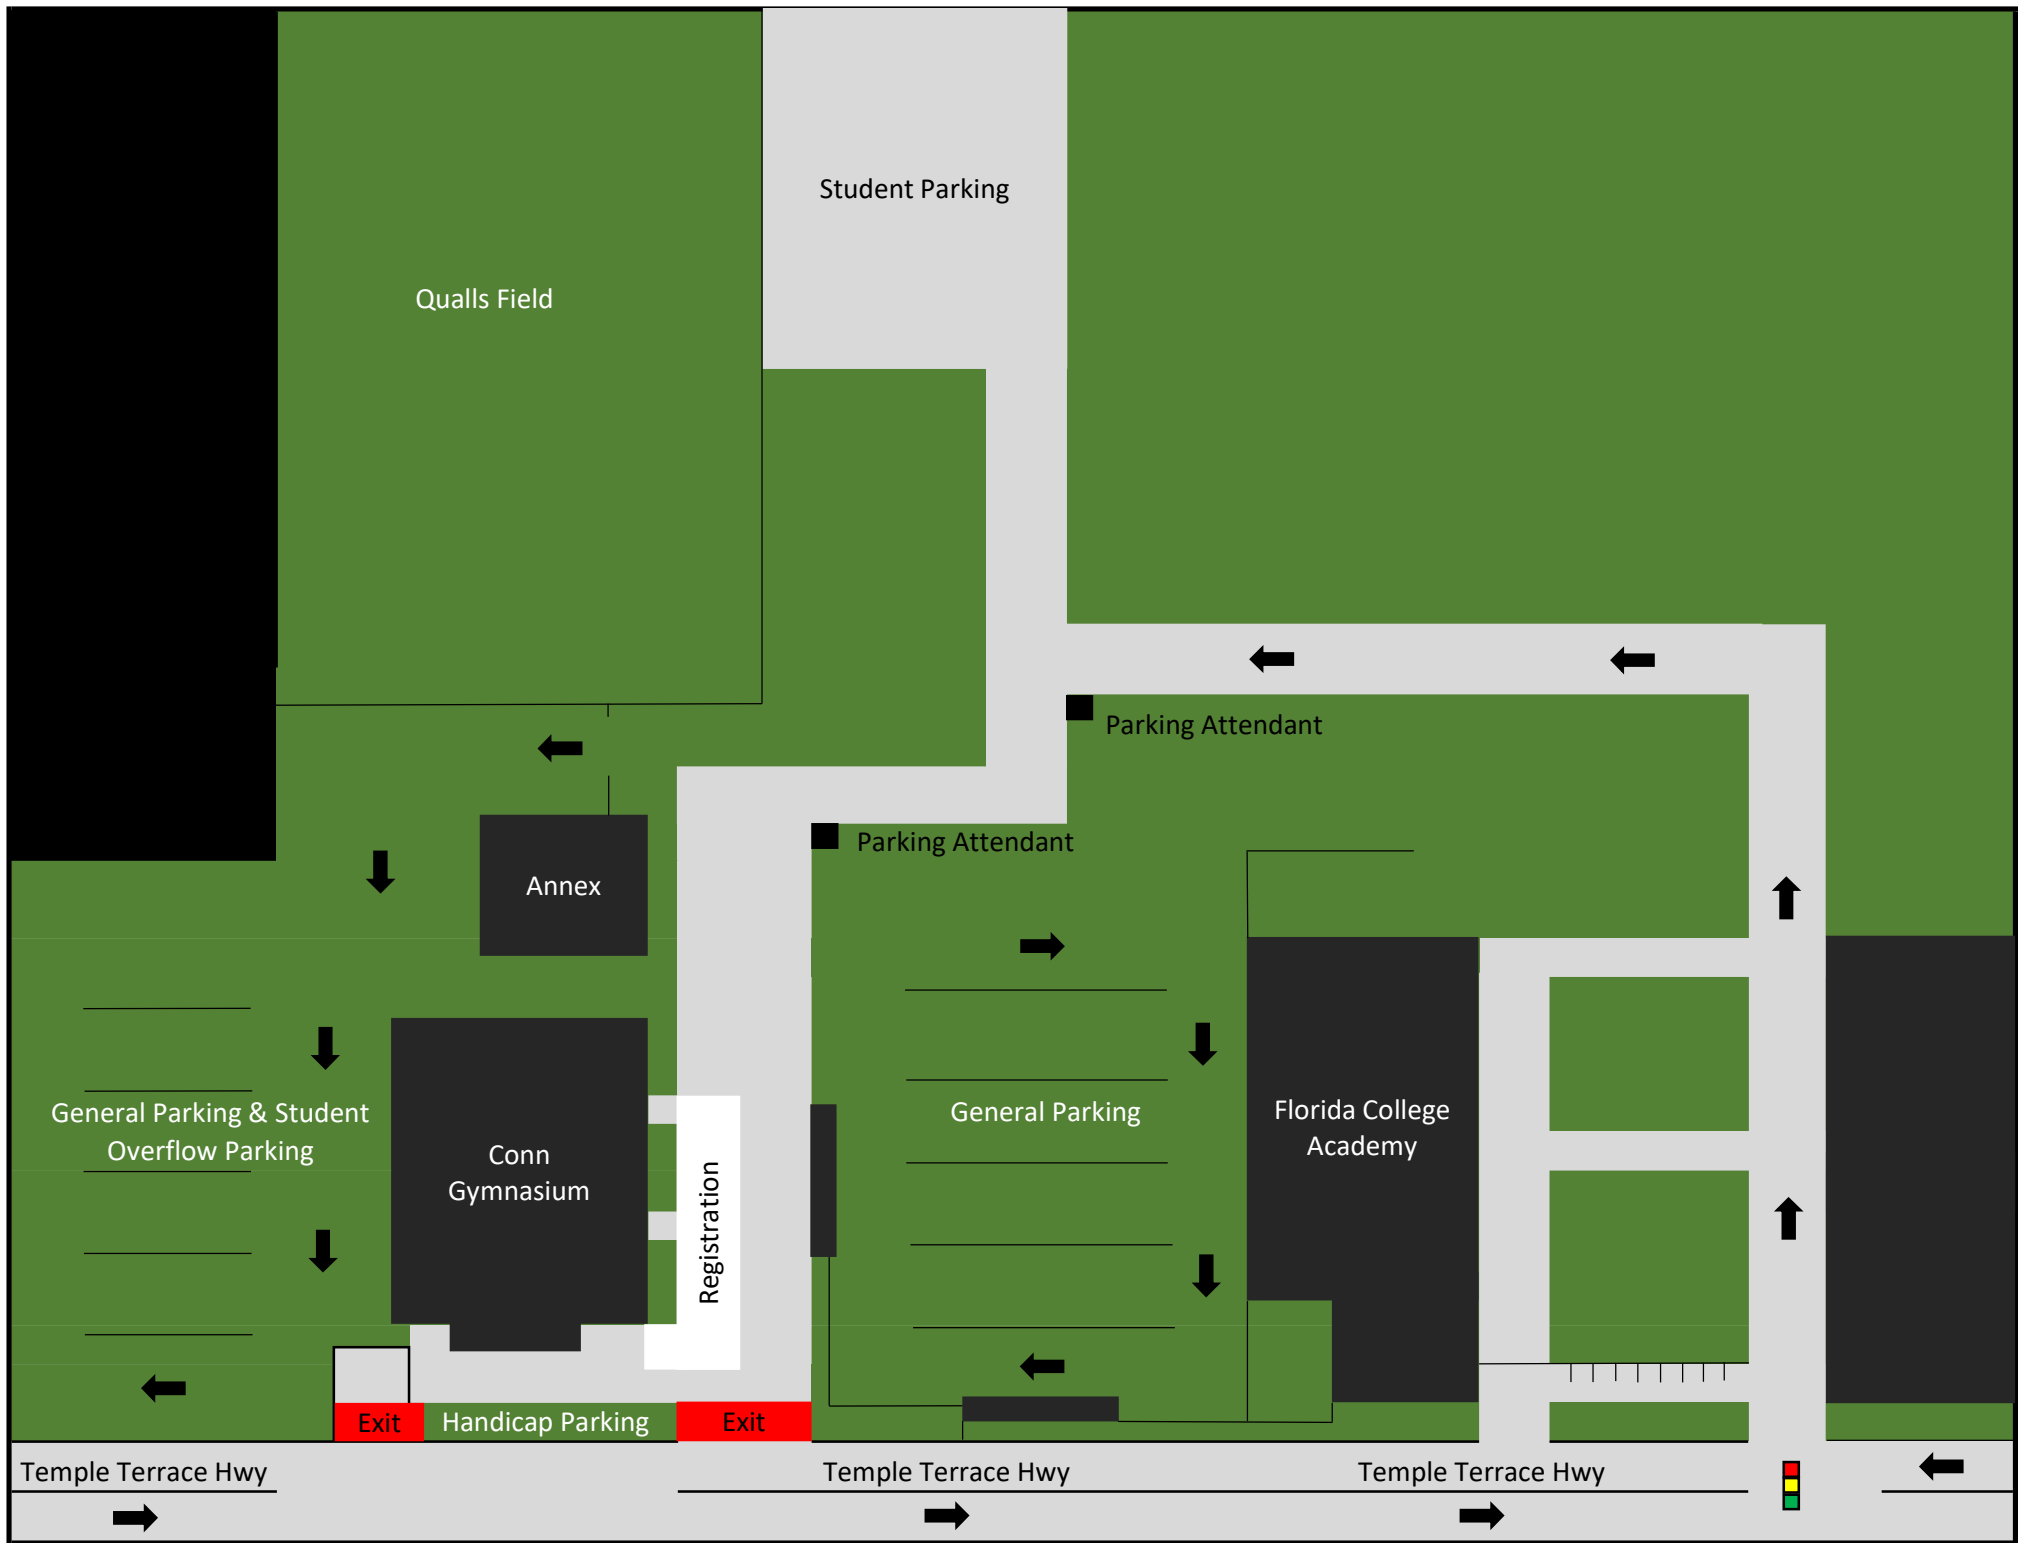 Student Parking
Qualls Field
Parking Attendant
Parking Attendant
Annex
General Parking & Student
Overflow Parking
Conn
Gymnasium
Registration
General Parking
Florida College
Academy
Exit
Handicap Parking
Exit
Temple Terrace Hwy
Temple Terrace Hwy
Temple Terrace Hwy